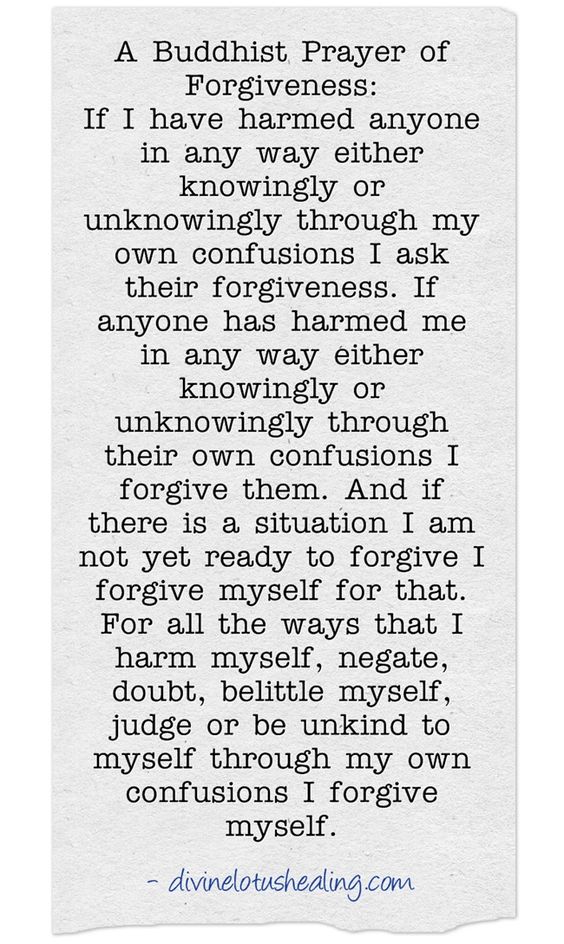 A Buddhist Prayer of
Forgiveness:
If I have harmed anyone
in any way either
knowingly or
unknowingly through my
own confusions I ask
their forgiveness. If
anyone has harmed me
in any way either
knowingly or
unknowingly through
their own confusions I
forgive them. And if
there is a situation I am
not yet ready to forgive I
forgive myself for that.
For all the ways that I
harm myself, negate,
doubt, belittle myself,
judge or be unkind to
myself through my own
confusions I forgive
myself.
- divinelotushealing.com